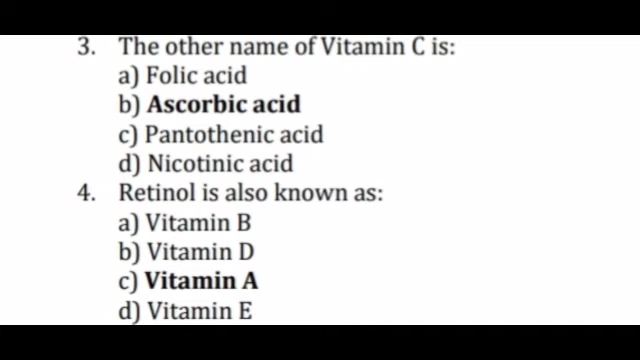 3. The other name of Vitamin C is:
a) Folic acid
b) Ascorbic acid
c) Pantothenic acid
d) Nicotinic acid
4. Retinol is also known as:
a) Vitamin B
b) Vitamin D
c) Vitamin A
d) Vitamin E